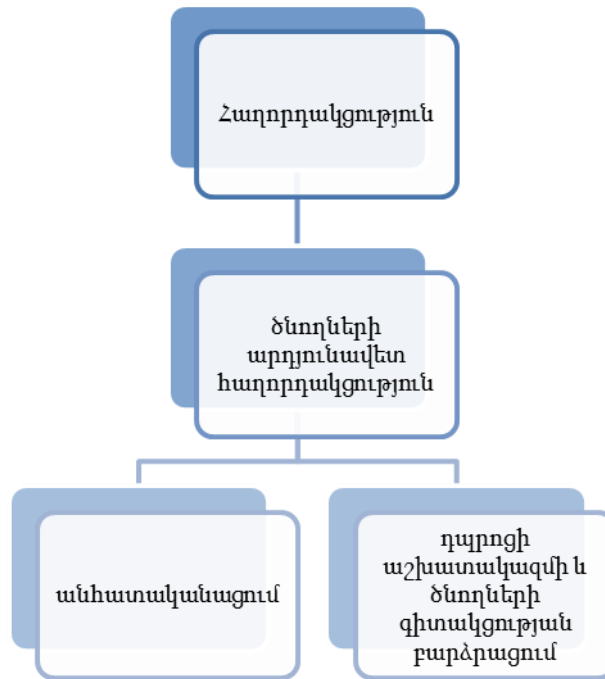 Հաղորդակցություն
ծնողների
արդյունավետ
հաղորդակցություն
անհատականացում
դպրոցի
աշխատակազմի և
ծնողների
գիտակցության
բարձրացում